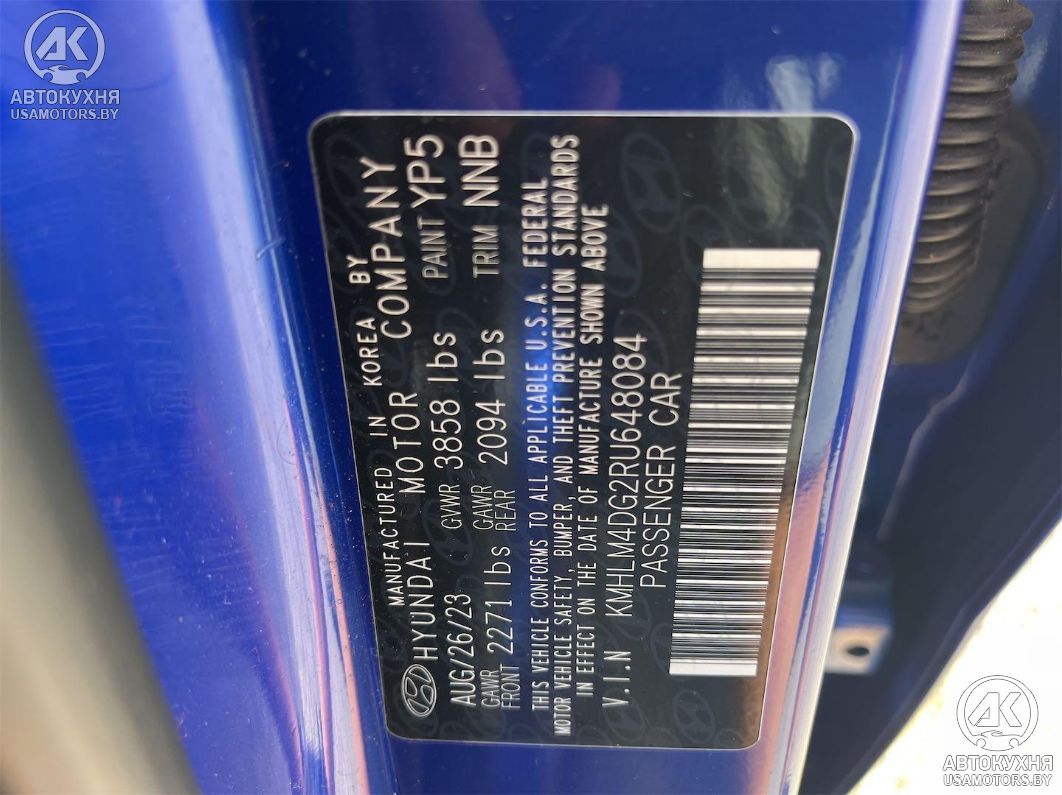 АК
АВТОКУХНЯ
USAMOTORS.BY
MANUFACTURED IN KOREA BY
HYUNDAI MOTOR COMPANY
AUG/26/23 GVWR 3858 lbs PAINT YP5
GAWR FRONT 2271 lbs GAWR REAR 2094 lbs TRIM NNB
THIS VEHICLE CONFORMS TO ALL APPLICABLE U.S.A. FEDERAL
MOTOR VEHICLE SAFETY, BUMPER, AND THEFT PREVENTION STANDARDS
IN EFFECT ON THE DATE OF MANUFACTURE SHOWN ABOVE
V.I.N KMHLM4DG2RU648084
PASSENGER CAR
АК
АВТОКУХНЯ
USAMOTORS.BY